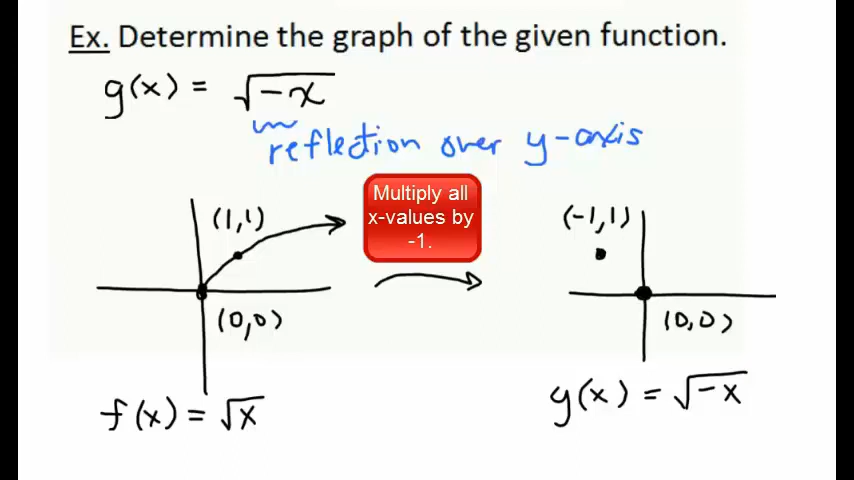 Ex. Determine the graph of the given function.
g(x) = √-x
reflection over y-axis
(1,1)
(0,0)
f(x) = √x
Multiply all
x-values by
-1.
(-1,1)
(0,0)
g(x) = √-x